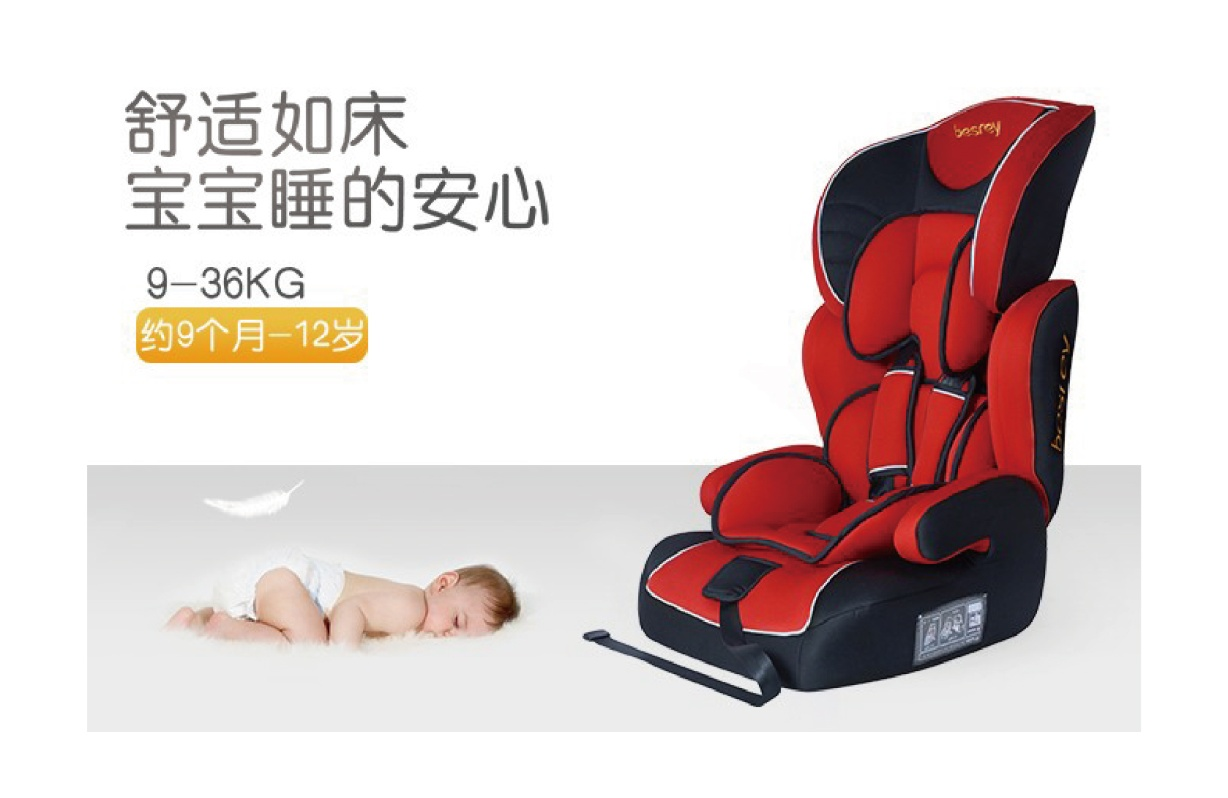 舒适如床
宝宝睡的安心
9-36KG
约9个月-12岁
besrey
besrey